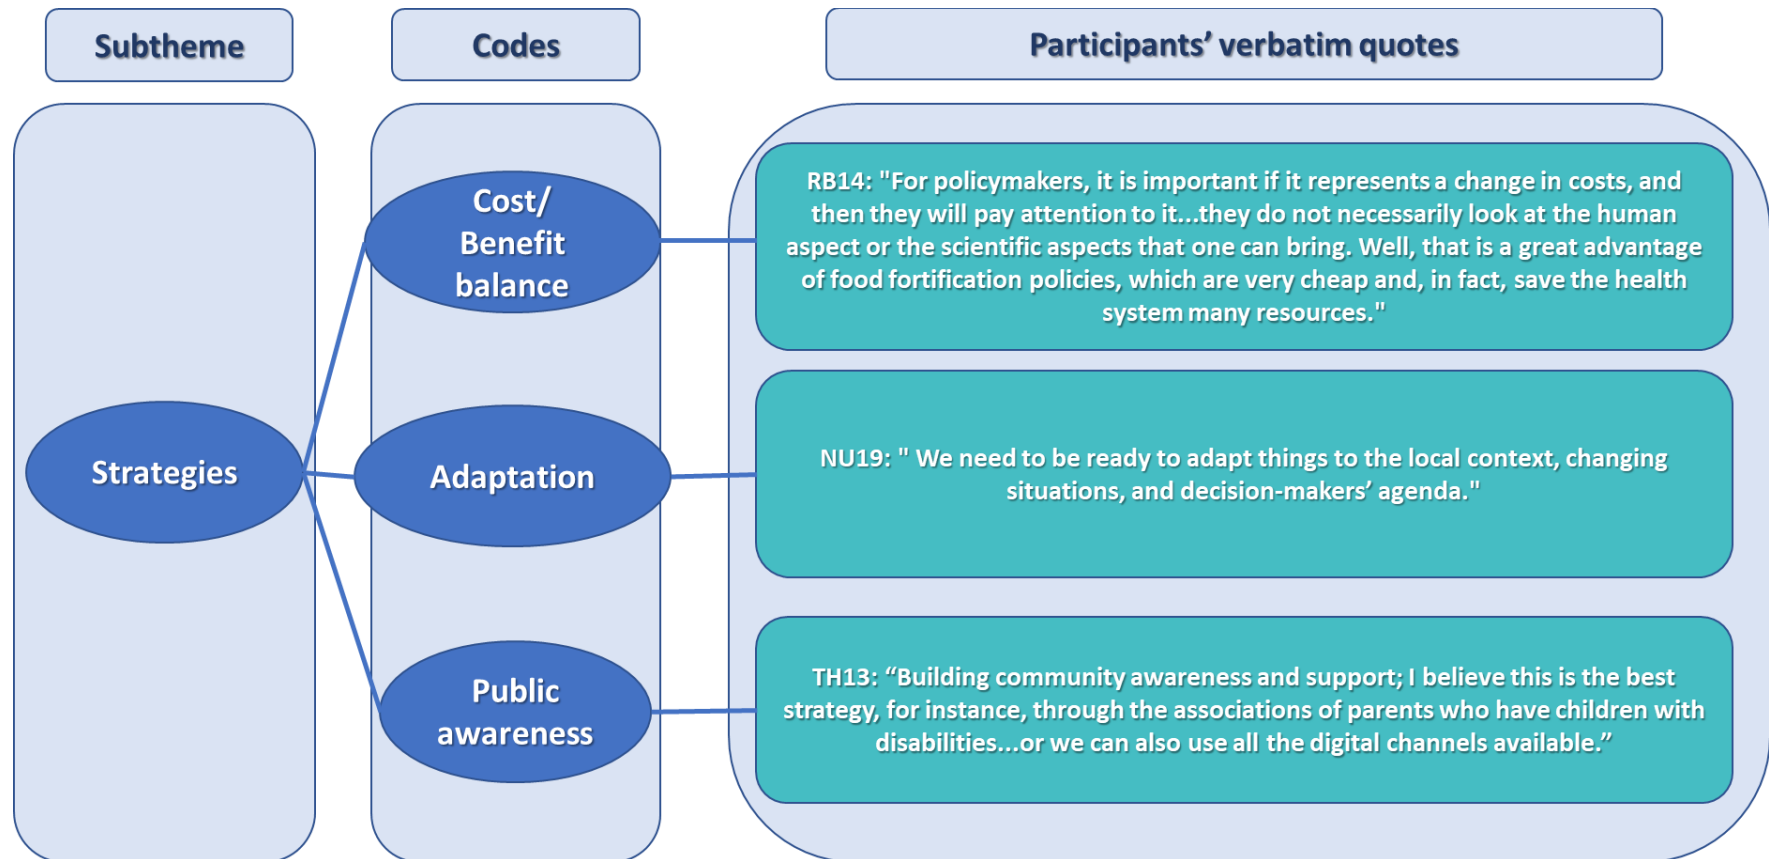 Subtheme
Codes
Participants’ verbatim quotes
Strategies
Cost/
Benefit
balance
RB14: "For policymakers, it is important if it represents a change in costs, and
then they will pay attention to it...they do not necessarily look at the human
aspect or the scientific aspects that one can bring. Well, that is a great advantage
of food fortification policies, which are very cheap and, in fact, save the health
system many resources."
Adaptation
NU19: " We need to be ready to adapt things to the local context, changing
situations, and decision-makers’ agenda."
Public
awareness
TH13: “Building community awareness and support; I believe this is the best
strategy, for instance, through the associations of parents who have children with
disabilities...or we can also use all the digital channels available.”